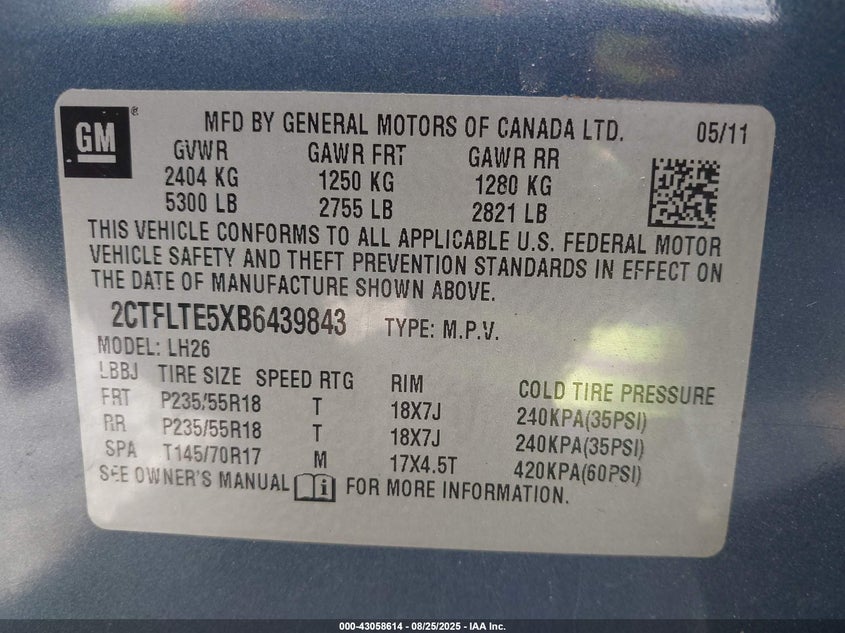 GM ®
MFD BY GENERAL MOTORS OF CANADA LTD. 05/11
GVWR GAWR FRT GAWR RR
2404 KG 1250 KG 1280 KG
5300 LB 2755 LB 2821 LB
THIS VEHICLE CONFORMS TO ALL APPLICABLE U.S. FEDERAL MOTOR
VEHICLE SAFETY AND THEFT PREVENTION STANDARDS IN EFFECT ON
THE DATE OF MANUFACTURE SHOWN ABOVE.
2CTFLTE5XB6439843 TYPE: M.P.V.
MODEL: LH26
LBBJ TIRE SIZE SPEED RTG RIM COLD TIRE PRESSURE
FRT P235/55R18 T 18X7J 240KPA(35PSI)
RR P235/55R18 T 18X7J 240KPA(35PSI)
SPA T145/70R17 M 17X4.5T 420KPA(60PSI)
SEE OWNER'S MANUAL FOR MORE INFORMATION.
000-43058614 - 08/25/2025 - IAA Inc.